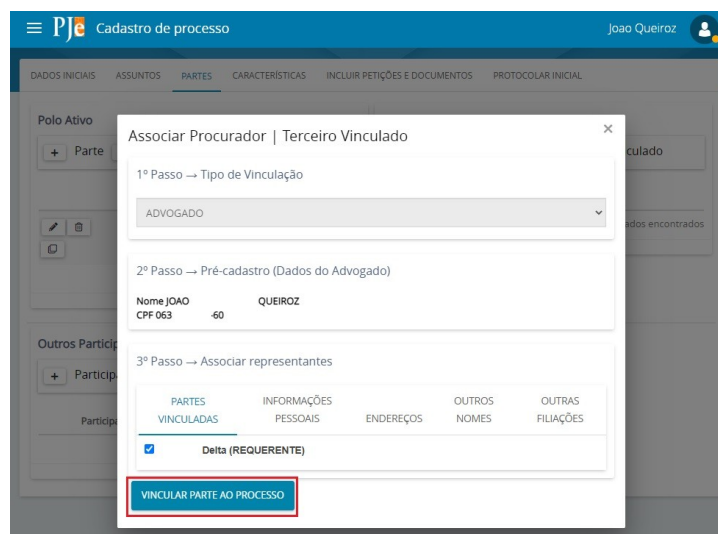 PJe Cadastro de processo Joao Queiroz
DADOS INICIAIS ASSUNTOS PARTES CARACTERÍSTICAS INCLUIR PETIÇÕES E DOCUMENTOS PROTOCOLAR INICIAL
Polo Ativo
+ Parte
culado
ados encontrados
Associar Procurador | Terceiro Vinculado ×
1º Passo → Tipo de Vinculação
ADVOGADO
2º Passo → Pré-cadastro (Dados do Advogado)
Nome JOAO QUEIROZ
CPF 063 -60
Outros Particip
+ Particip
Particip
3º Passo → Associar representantes
PARTES VINCULADAS
INFORMAÇÕES PESSOAIS
ENDEREÇOS
OUTROS NOMES
OUTRAS FILIAÇÕES
Delta (REQUERENTE)
VINCULAR PARTE AO PROCESSO